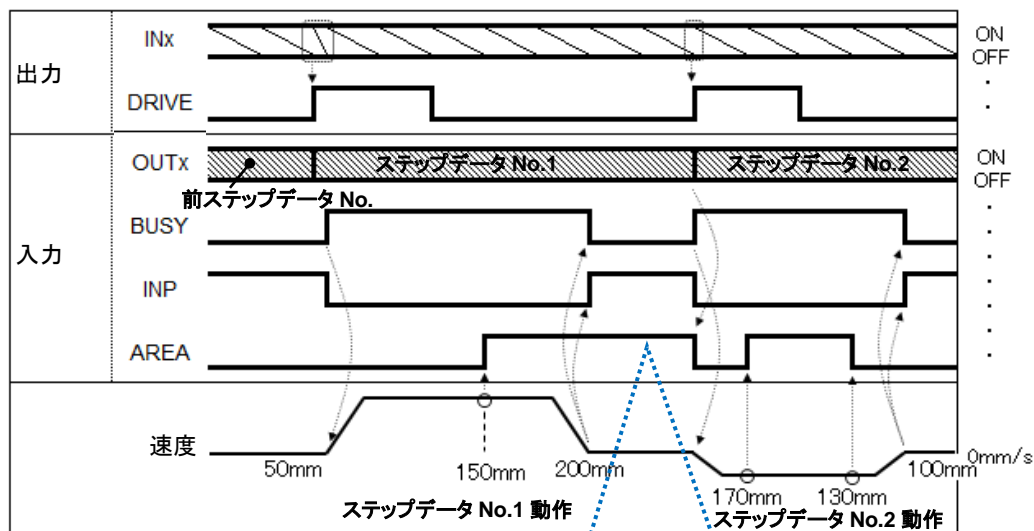 出力
INx
ON
OFF
DRIVE
入力
OUTx
ステップデータ No.1
ステップデータ No.2
ON
OFF
前ステップデータ No.
BUSY
INP
AREA
速度
50mm
150mm
200mm
170mm
130mm
100mm
0mm/s
ステップデータ No.1 動作
ステップデータ No.2 動作